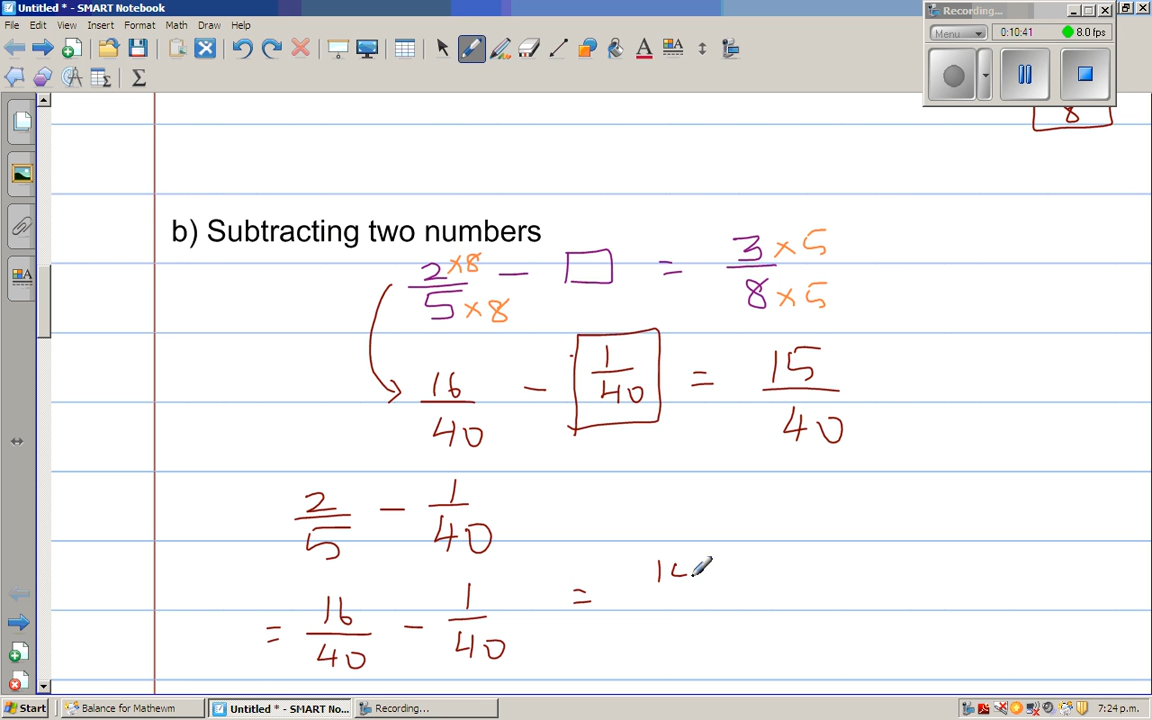 Untitled * - SMART Notebook
Recording...
File Edit View Insert Format Math Draw Help
Menu 0:10:41 8.0 fps
8
b) Subtracting two numbers
2 ×8 / 5 ×8 − □ = 3 ×5 / 8 ×5
16/40 − 1/40 = 15/40
2/5 − 1/40
= 16/40 − 1/40 =
Start Balance for Mathewm Untitled * - SMART No... Recording... 7:24 p.m.